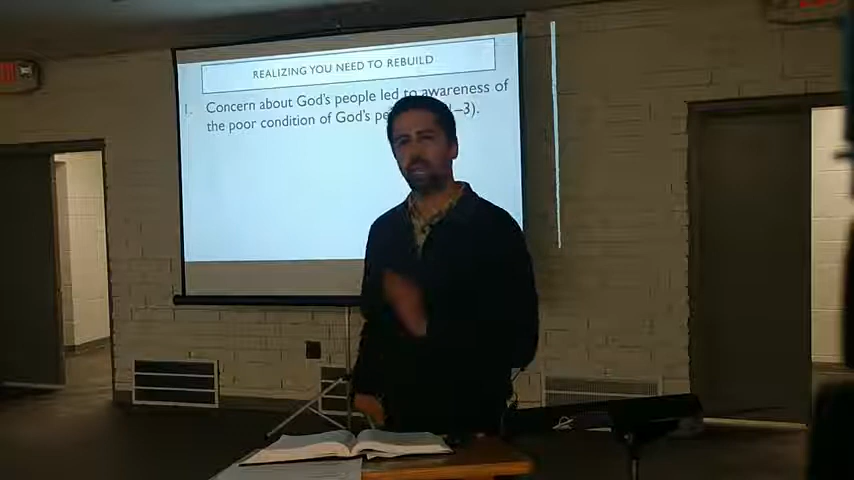 REALIZING YOU NEED TO REBUILD
1. Concern about God's people led to awareness of
the poor condition of God's –3).